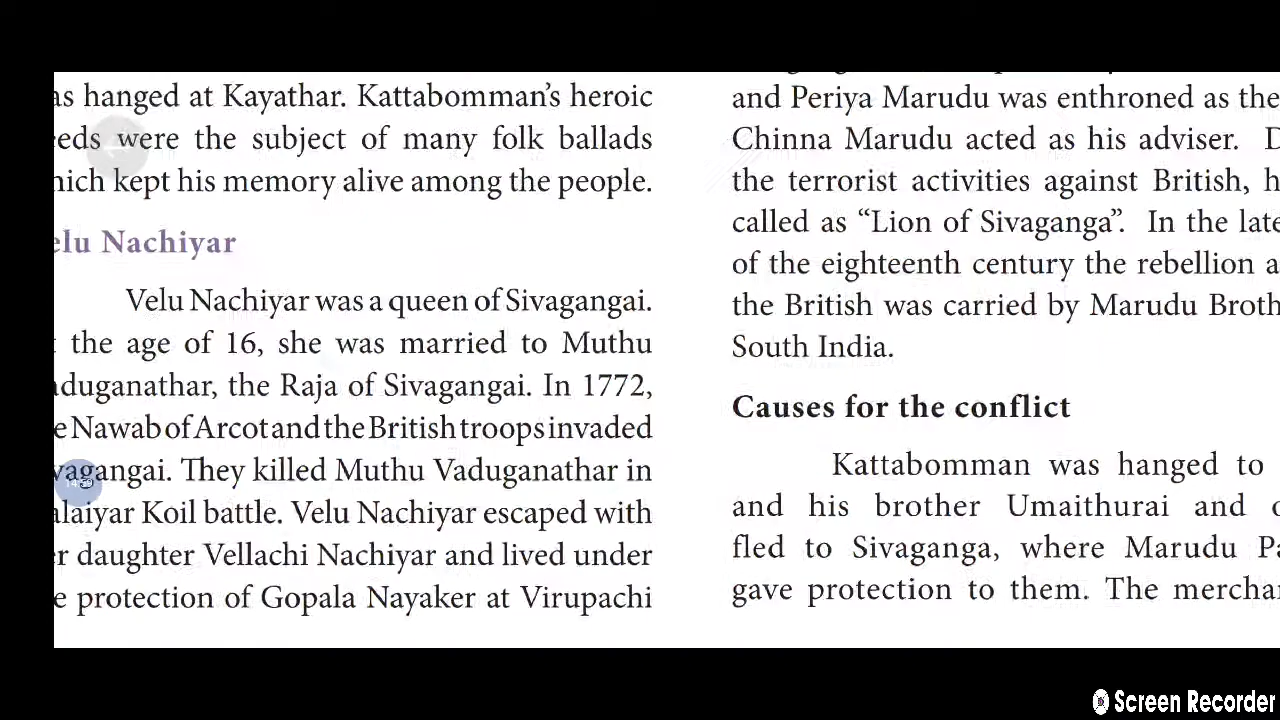 as hanged at Kayathar. Kattabomman's heroic
eeds were the subject of many folk ballads
hich kept his memory alive among the people.
elu Nachiyar
Velu Nachiyar was a queen of Sivagangai.
the age of 16, she was married to Muthu
aduganathar, the Raja of Sivagangai. In 1772,
e Nawab of Arcot and the British troops invaded
vagangai. They killed Muthu Vaduganathar in
alaiyar Koil battle. Velu Nachiyar escaped with
er daughter Vellachi Nachiyar and lived under
e protection of Gopala Nayaker at Virupachi
and Periya Marudu was enthroned as the
Chinna Marudu acted as his adviser. D
the terrorist activities against British, h
called as “Lion of Sivaganga”. In the late
of the eighteenth century the rebellion a
the British was carried by Marudu Broth
South India.
Causes for the conflict
Kattabomman was hanged to
and his brother Umaithurai and o
fled to Sivaganga, where Marudu Pa
gave protection to them. The mercha
Screen Recorder